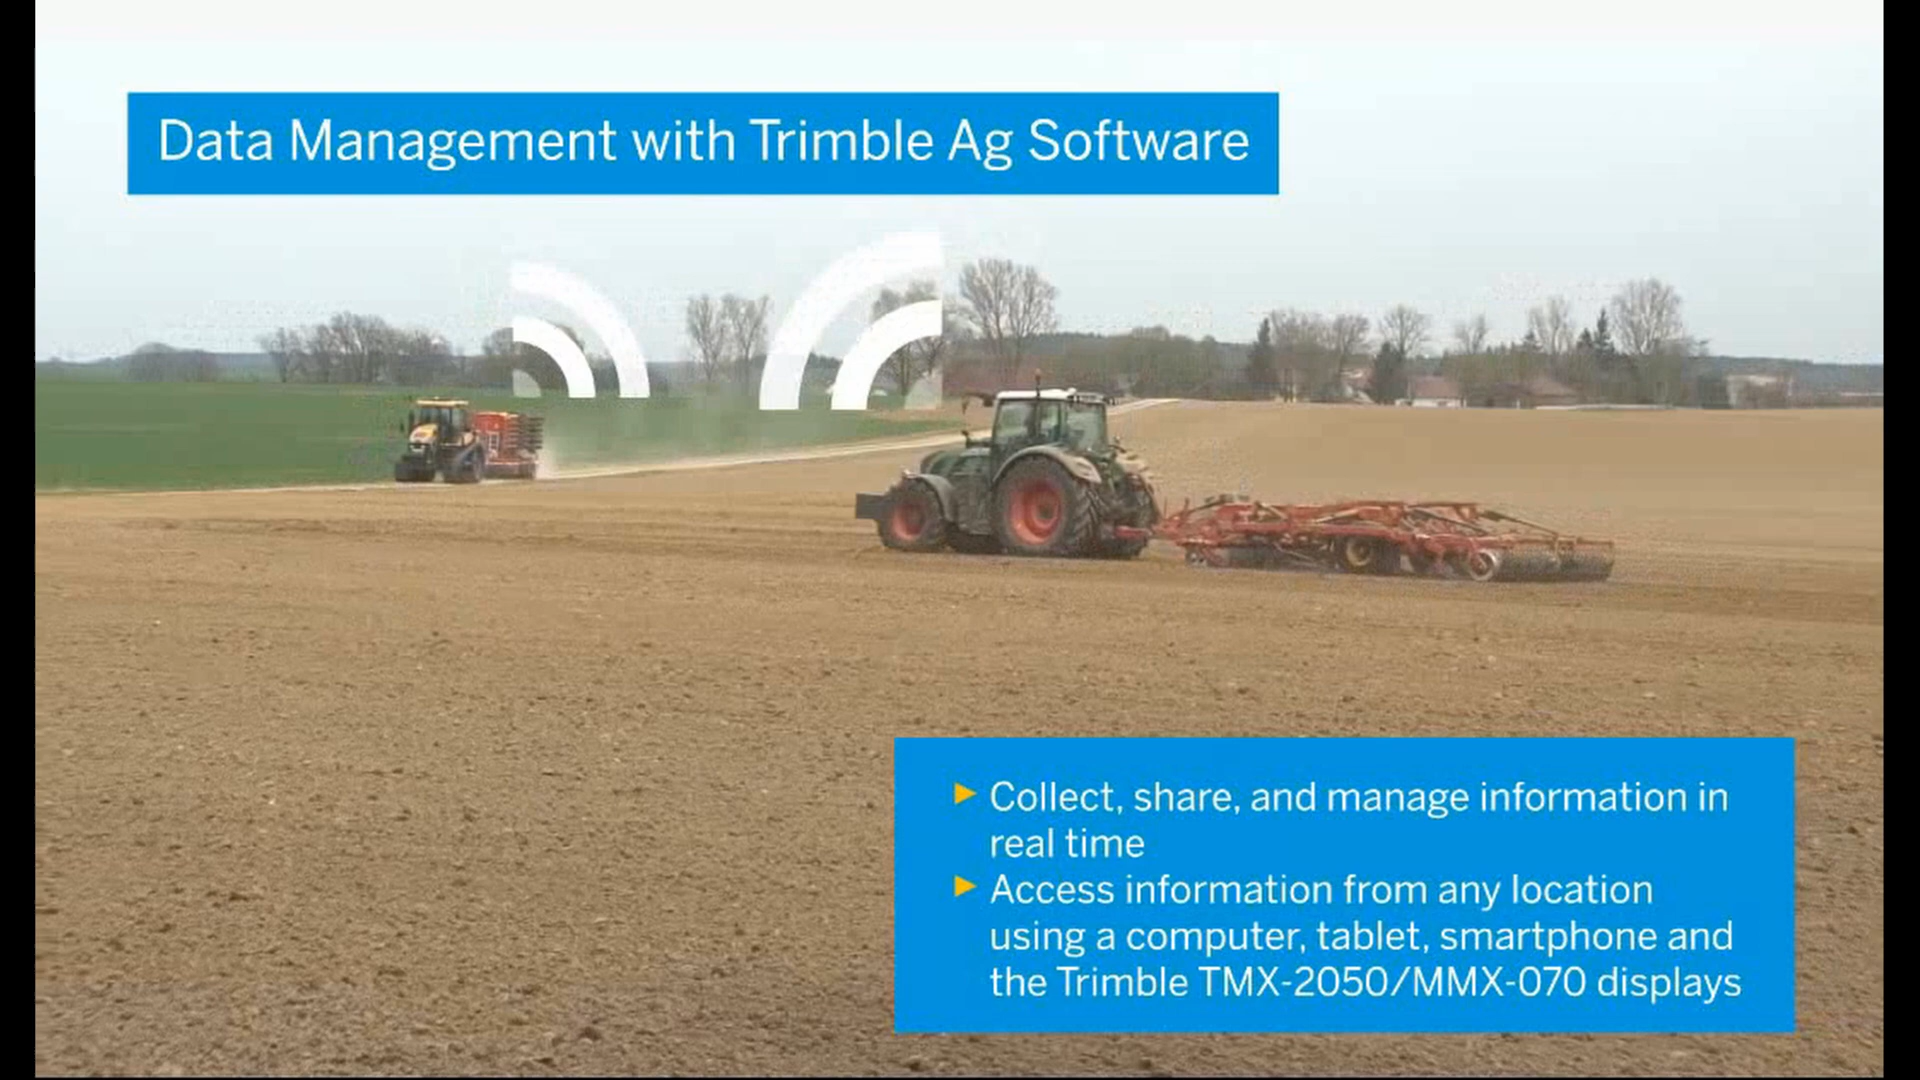 Data Management with Trimble Ag Software
► Collect, share, and manage information in
real time
► Access information from any location
using a computer, tablet, smartphone and
the Trimble TMX-2050/MMX-070 displays